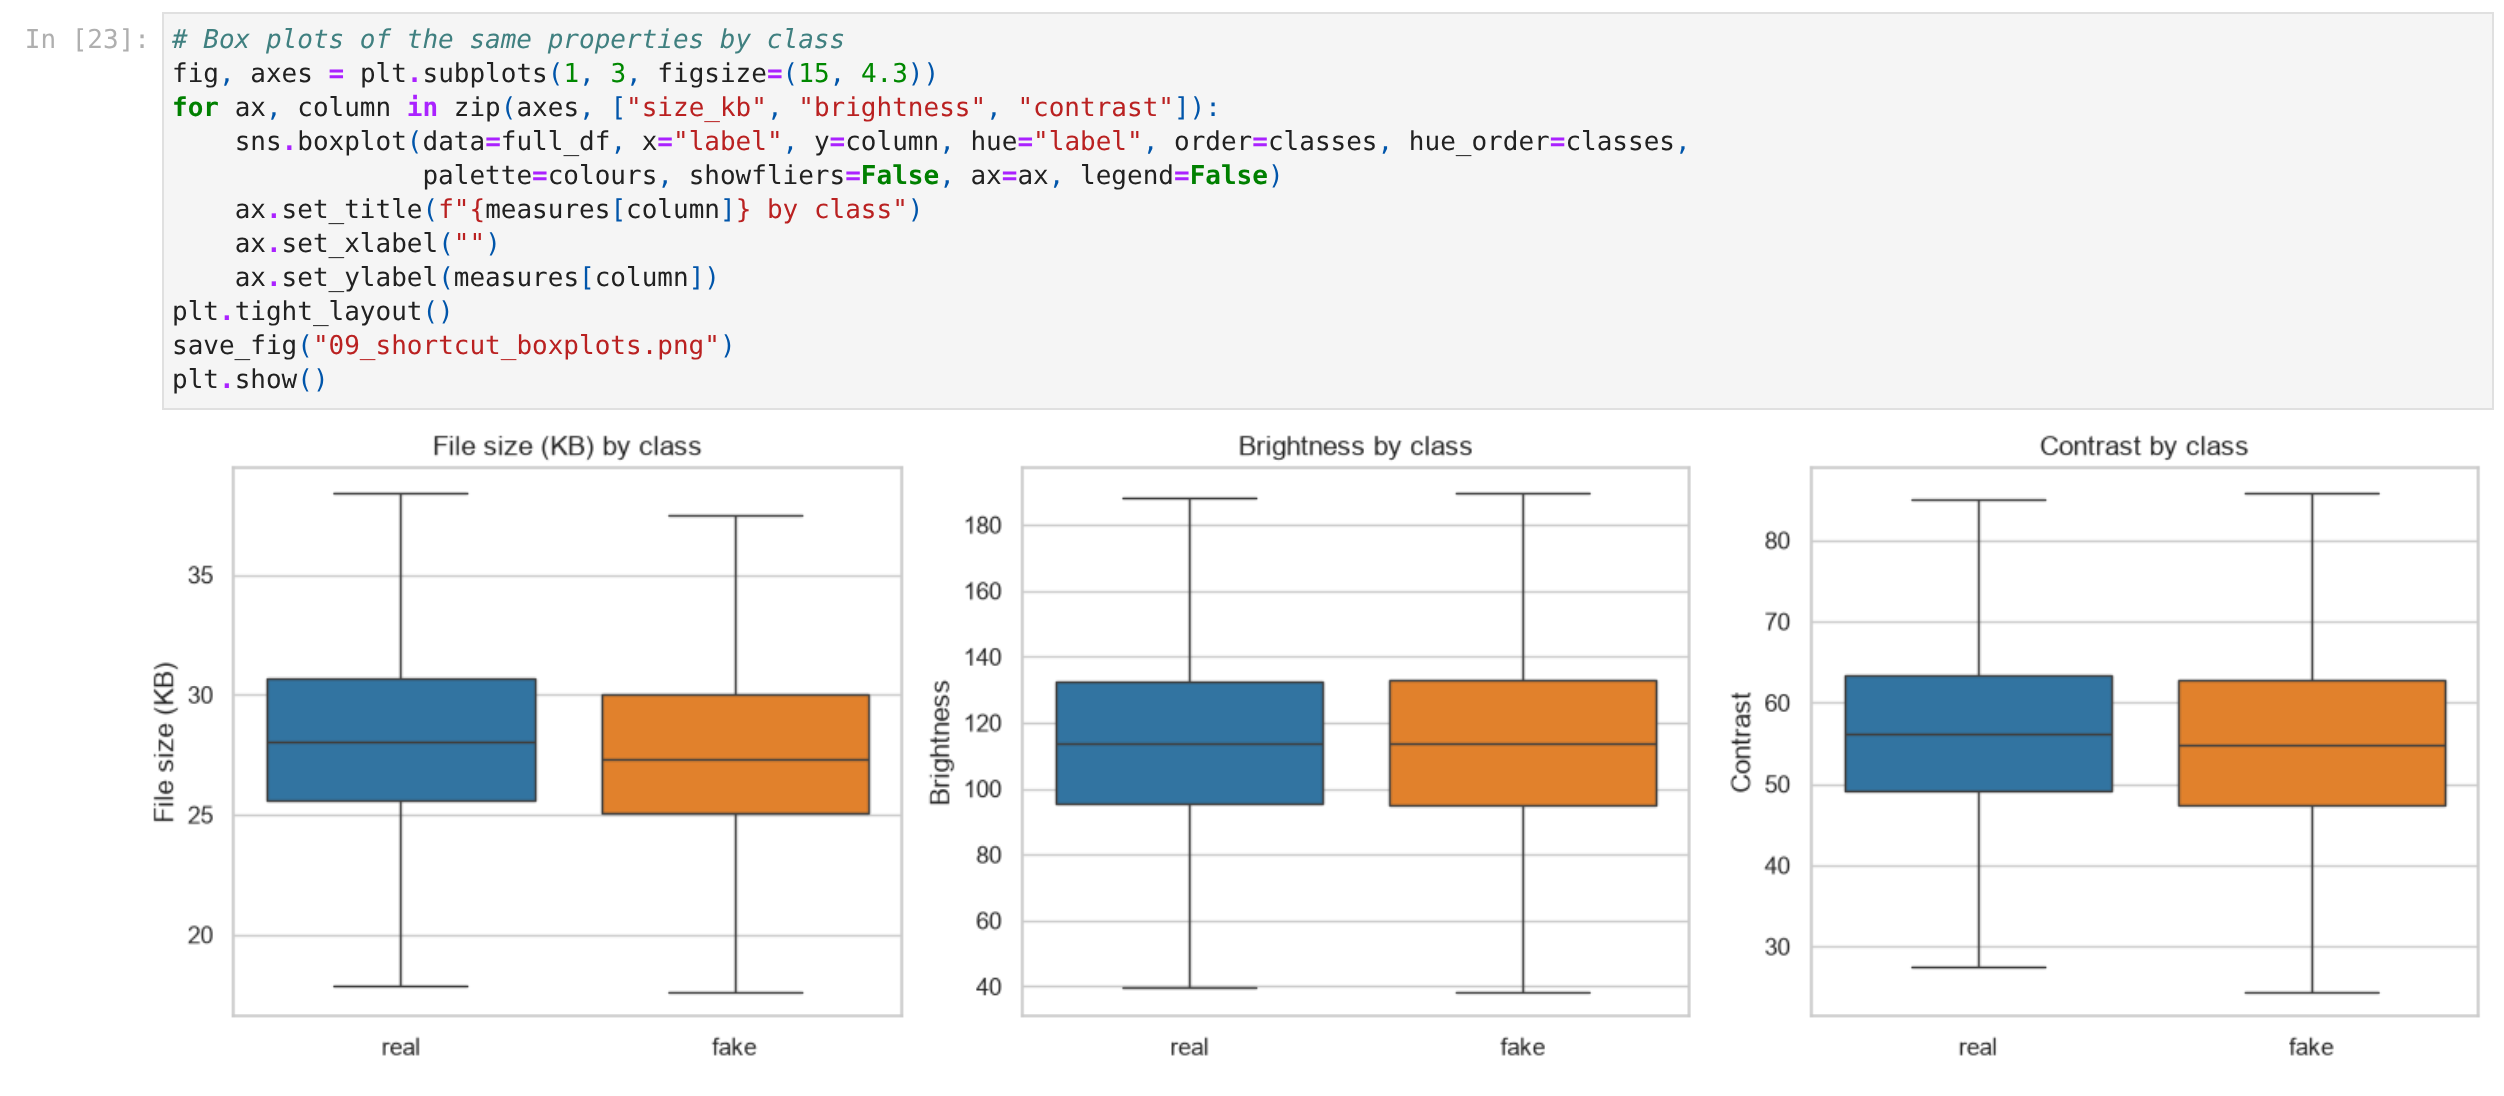 In [23]:
# Box plots of the same properties by class
fig, axes = plt.subplots(1, 3, figsize=(15, 4.3))
for ax, column in zip(axes, ["size_kb", "brightness", "contrast"]):
    sns.boxplot(data=full_df, x="label", y=column, hue="label", order=classes, hue_order=classes,
                palette=colours, showfliers=False, ax=ax, legend=False)
    ax.set_title(f"{measures[column]} by class")
    ax.set_xlabel("")
    ax.set_ylabel(measures[column])
plt.tight_layout()
save_fig("09_shortcut_boxplots.png")
plt.show()
File size (KB) by class
File size (KB)
35
30
25
20
real fake
Brightness by class
Brightness
180
160
140
120
100
80
60
40
real fake
Contrast by class
Contrast
80
70
60
50
40
30
real fake